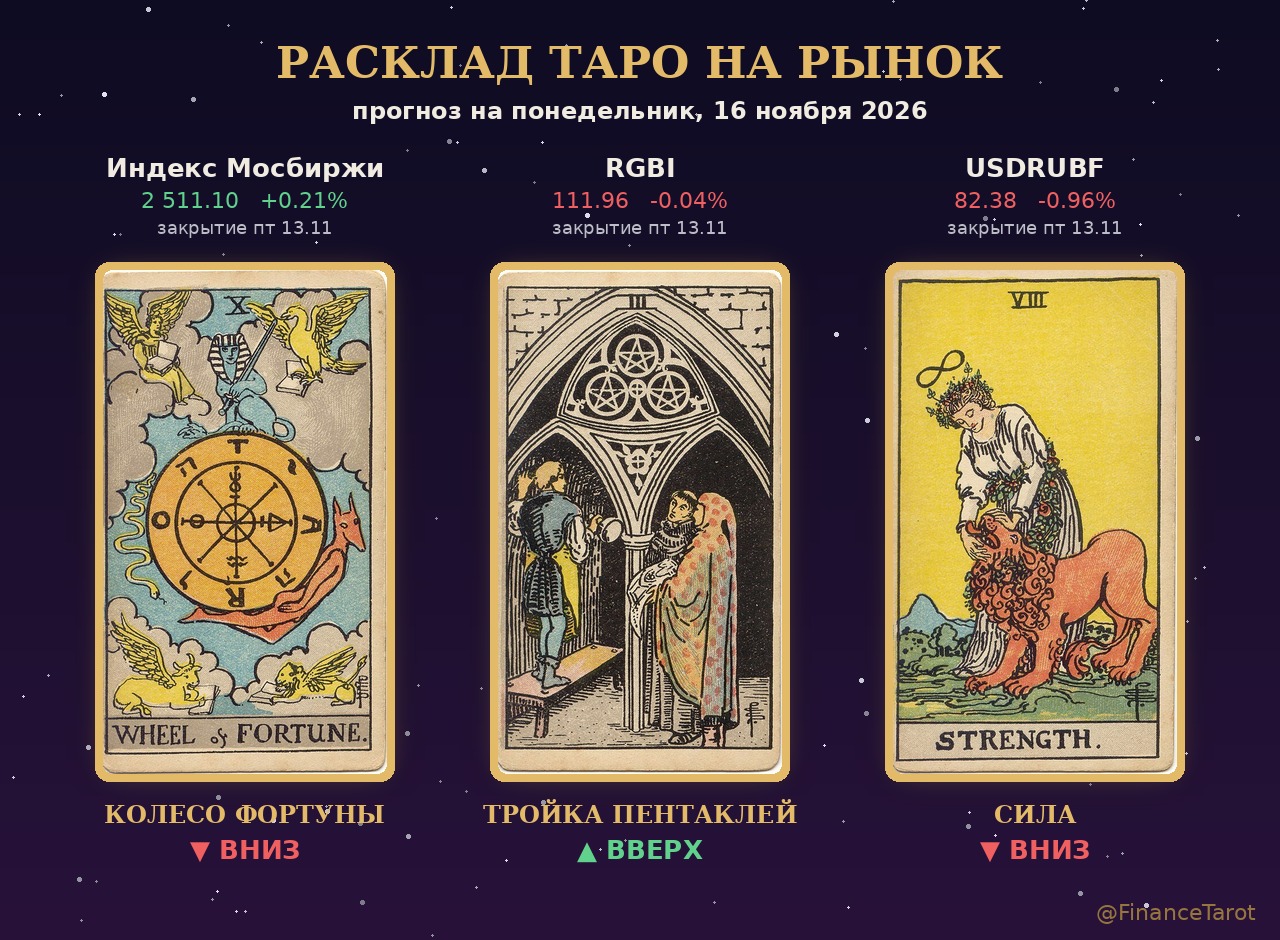 РАСКЛАД ТАРО НА РЫНОК
прогноз на понедельник, 16 ноября 2026
Индекс Мосбиржи
2 511.10 +0.21%
закрытие пт 13.11
RGBI
111.96 -0.04%
закрытие пт 13.11
USDRUBF
82.38 -0.96%
закрытие пт 13.11
X
T
A
R
O
WHEEL of FORTUNE.
III
VIII
STRENGTH.
КОЛЕСО ФОРТУНЫ
▼ ВНИЗ
ТРОЙКА ПЕНТАКЛЕЙ
▲ ВВЕРХ
СИЛА
▼ ВНИЗ
@FinanceTarot